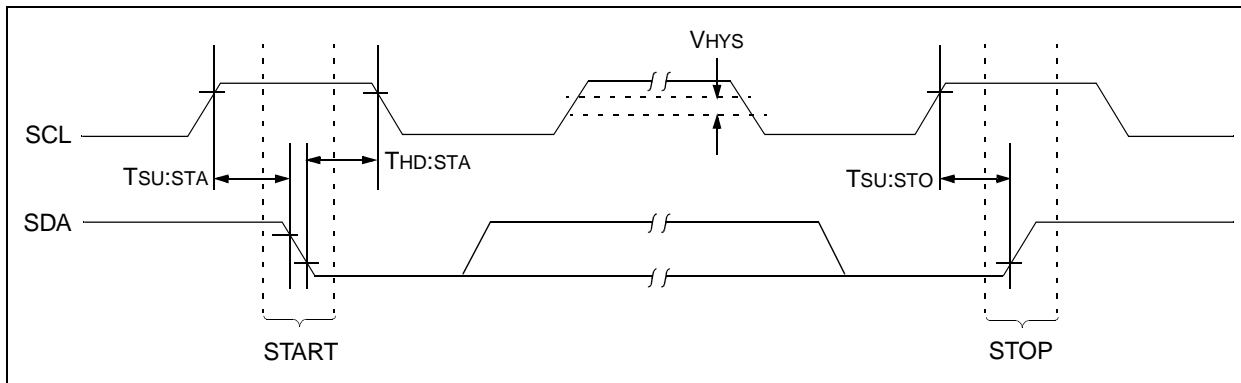 VHYS
SCL
THD:STA
TSU:STA
TSU:STO
SDA
START
STOP